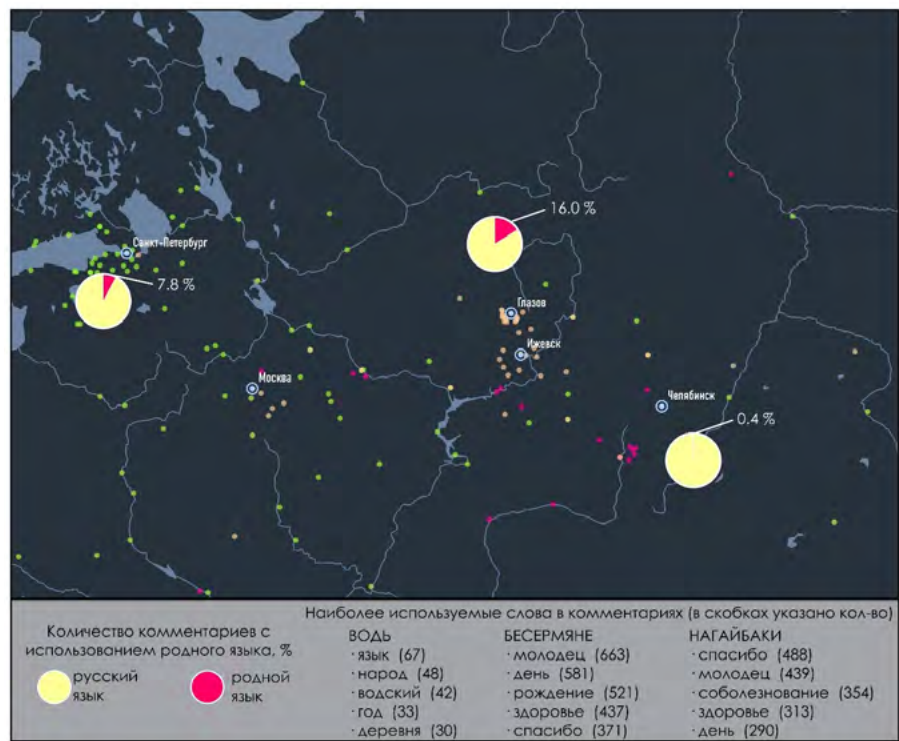 16.0 %
Санкт-Петербург
7.8 %
Глазов
Ижевск
Москва
Челябинск
0.4 %
Количество комментариев с
использованием родного языка, %
русский
язык
родной
язык
Наиболее используемые слова в комментариях (в скобках указано кол-во)
ВОДЬ
· язык (67)
· народ (48)
· водский (42)
· год (33)
· деревня (30)
БЕСЕРМЯНЕ
· молодец (663)
· день (581)
· рождение (521)
· здоровье (437)
· спасибо (371)
НАГАЙБАКИ
· спасибо (488)
· молодец (439)
· соболезнование (354)
· здоровье (313)
· день (290)